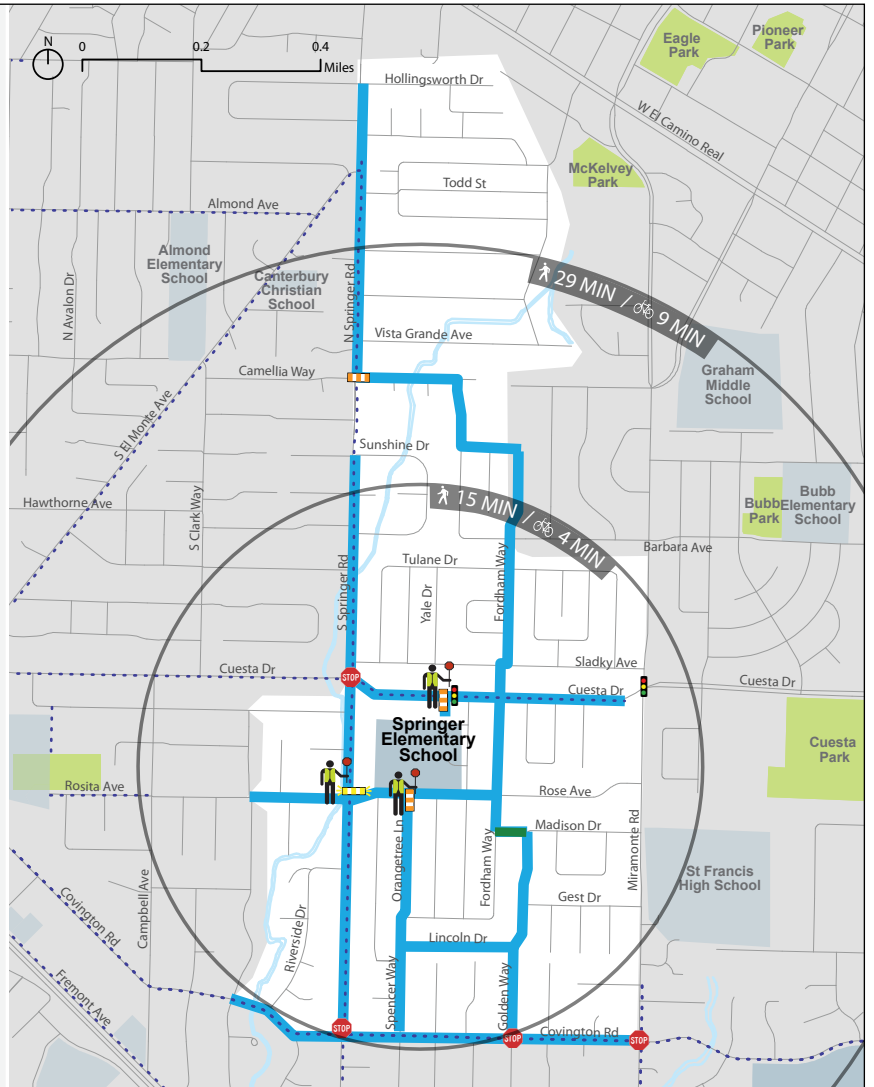 N
0 0.2 0.4
Miles
Eagle
Park
Pioneer
Park
Hollingsworth Dr
W El Camino Real
McKelvey
Park
Todd St
Almond Ave
Almond
Elementary
School
Canterbury
Christian
School
N Avalon Dr
N Springer Rd
29 MIN / 9 MIN
Vista Grande Ave
Camellia Way
Graham
Middle
School
S El Monte Ave
Sunshine Dr
Hawthorne Ave
S Clark Way
15 MIN / 4 MIN
Bubb
Park
Bubb
Elementary
School
Barbara Ave
Tulane Dr
Yale Dr
Fordham Way
S Springer Rd
Cuesta Dr
STOP
Sladky Ave
Cuesta Dr
Cuesta Dr
Springer
Elementary
School
Cuesta
Park
Rosita Ave
Rose Ave
Madison Dr
Orangetree Ln
Fordham Way
Miramonte Rd
St Francis
High School
Gest Dr
Covington Rd
Campbell Ave
Riverside Dr
Lincoln Dr
Fremont Ave
Spencer Way
Golden Way
STOP
STOP
Covington Rd
STOP